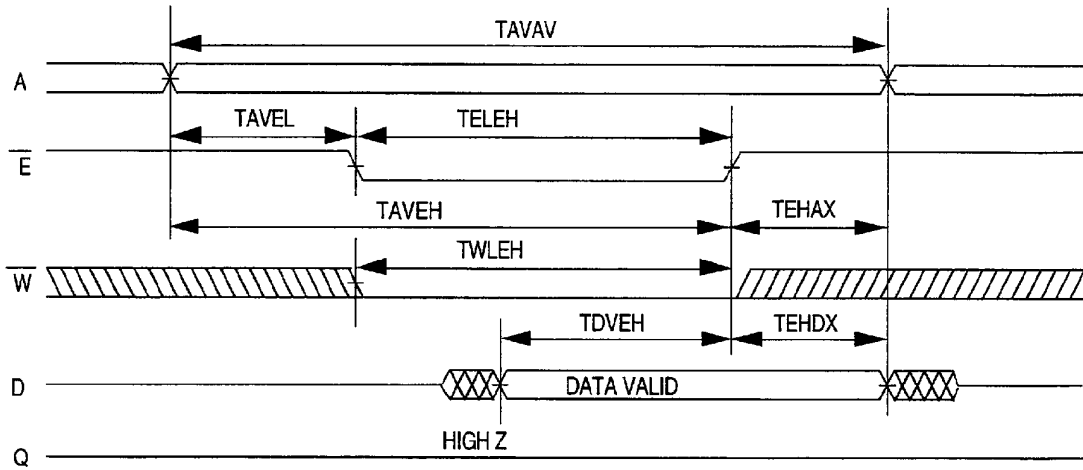 TAVAV
A
TAVEL TELEH
E
TAVEH TEHAX
TWLEH
W
TDVEH TEHDX
D DATA VALID
HIGH Z
Q